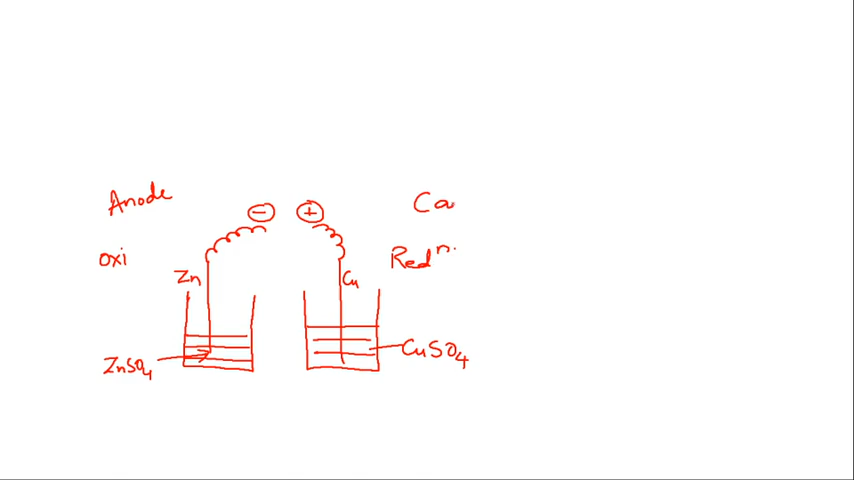 Anode
Ca
⊖ ⊕
oxi
Redⁿ.
Zn
Cu
ZnSO₄
CuSO₄